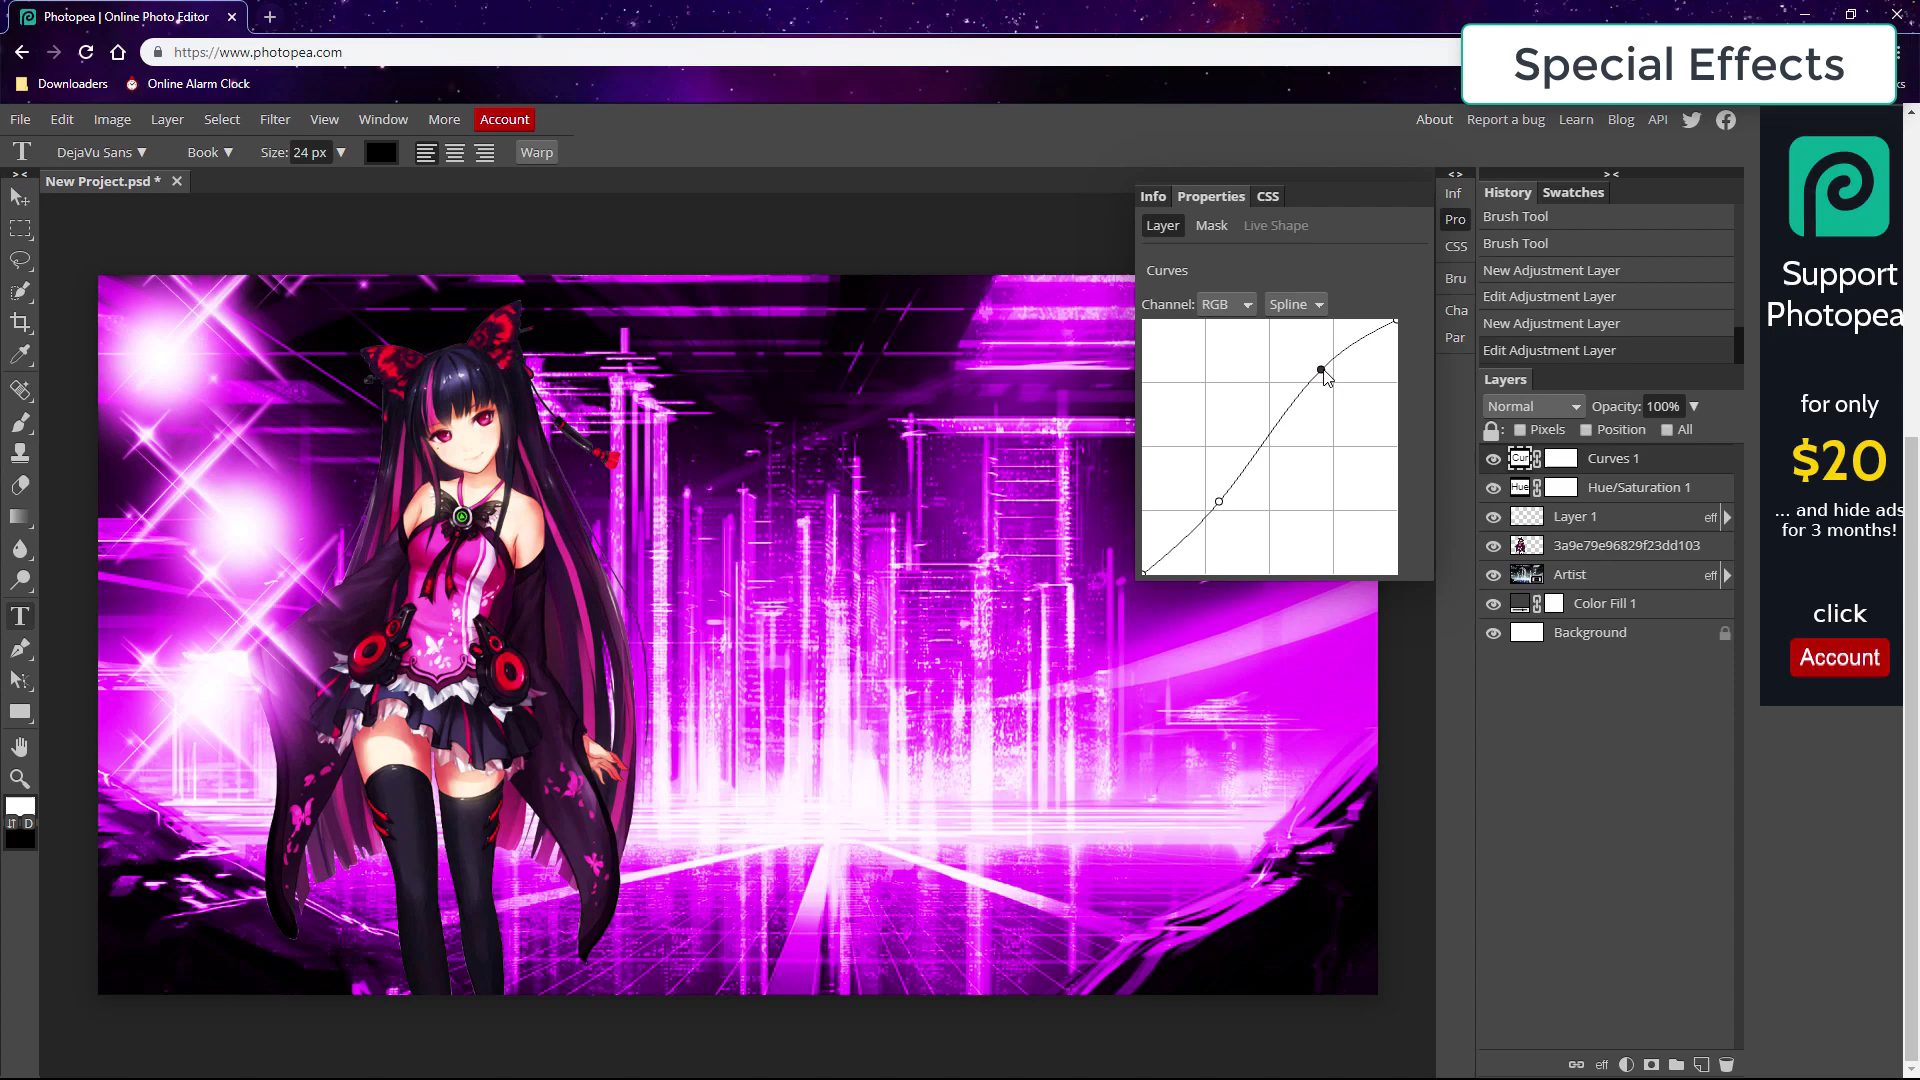 Photopea | Online Photo Editor
https://www.photopea.com
Special Effects
Downloaders
Online Alarm Clock
File Edit Image Layer Select Filter View Window More Account
About Report a bug Learn Blog API
T DejaVu Sans Book Size: 24 px Warp
New Project.psd *
Info Properties CSS
Layer Mask Live Shape
Curves
Channel: RGB Spline
Inf
Pro
CSS
Bru
Cha
Par
History Swatches
Brush Tool
Brush Tool
New Adjustment Layer
Edit Adjustment Layer
New Adjustment Layer
Edit Adjustment Layer
Layers
Normal Opacity: 100%
Pixels Position All
Cur Curves 1
Hue Hue/Saturation 1
Layer 1 eff
3a9e79e96829f23dd103
Artist eff
Color Fill 1
Background
eff
D
Support
Photopea
for only
$20
... and hide ads
for 3 months!
click
Account